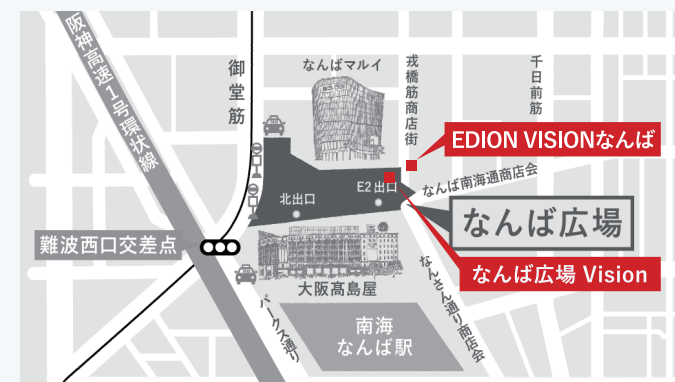 阪神高速1号環状線
御堂筋
なんばマルイ
戎橋筋商店街
千日前筋
EDION VISIONなんば
なんば南海通商店会
E2出口
北出口
なんば広場
難波西口交差点
なんば広場 Vision
大阪髙島屋
なんさん通り商店会
パークス通り
南海
なんば駅